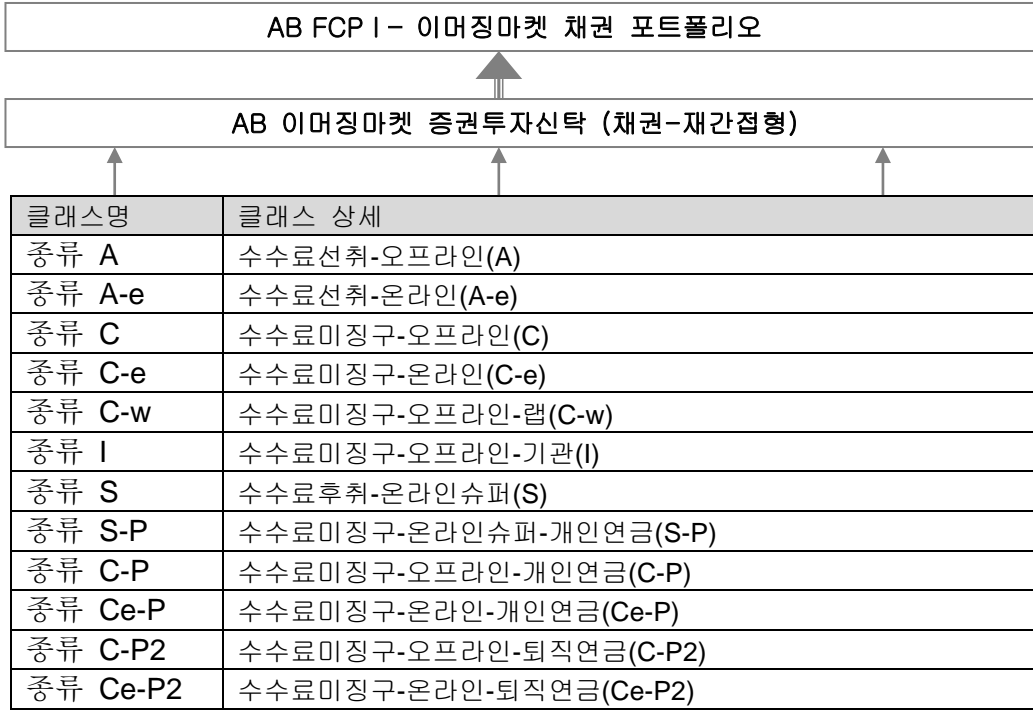 AB FCP I – 이머징마켓 채권 포트폴리오
AB 이머징마켓 증권투자신탁 (채권-재간접형)
클래스명 클래스 상세
종류 A 수수료선취-오프라인(A)
종류 A-e 수수료선취-온라인(A-e)
종류 C 수수료미징구-오프라인(C)
종류 C-e 수수료미징구-온라인(C-e)
종류 C-w 수수료미징구-오프라인-랩(C-w)
종류 I 수수료미징구-오프라인-기관(I)
종류 S 수수료후취-온라인슈퍼(S)
종류 S-P 수수료미징구-온라인슈퍼-개인연금(S-P)
종류 C-P 수수료미징구-오프라인-개인연금(C-P)
종류 Ce-P 수수료미징구-온라인-개인연금(Ce-P)
종류 C-P2 수수료미징구-오프라인-퇴직연금(C-P2)
종류 Ce-P2 수수료미징구-온라인-퇴직연금(Ce-P2)